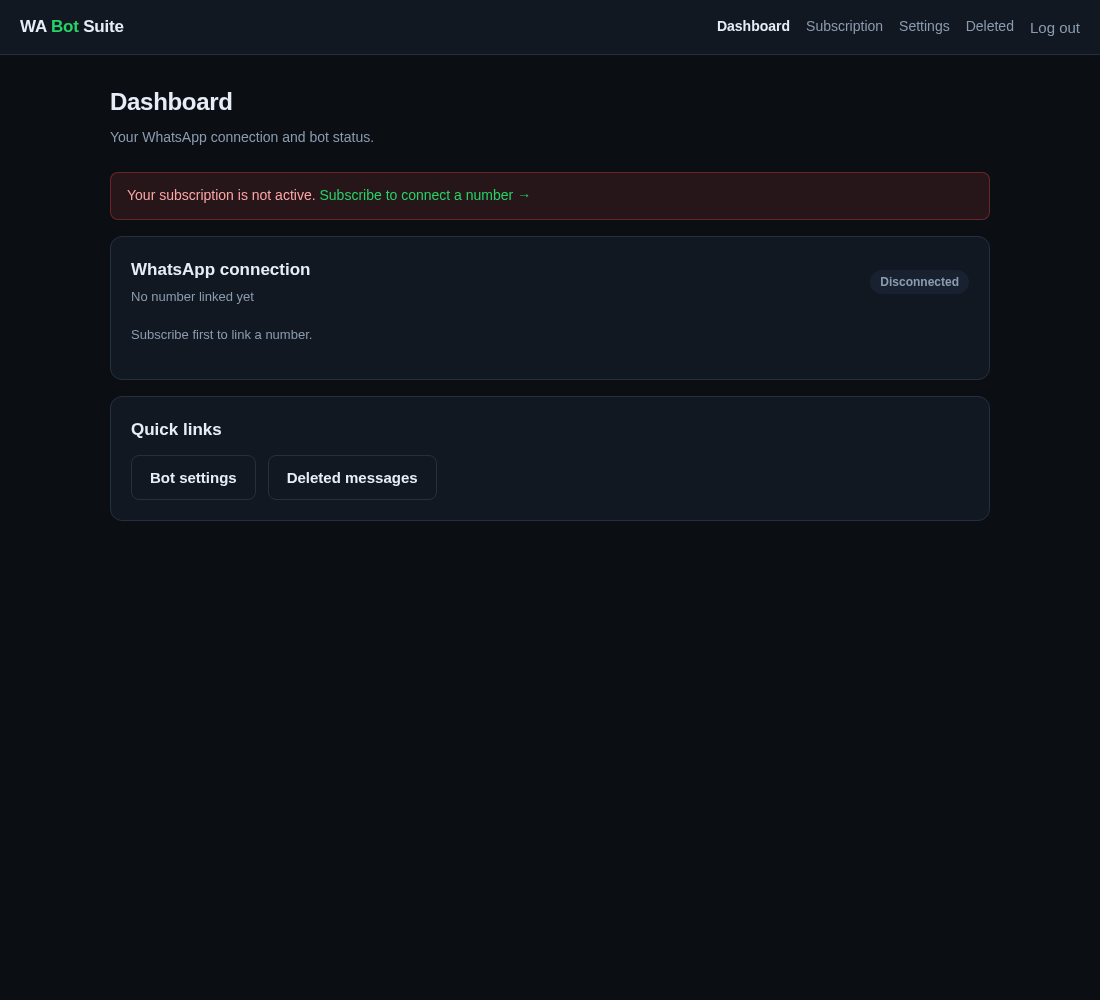 WA Bot Suite
Dashboard Subscription Settings Deleted Log out
Dashboard
Your WhatsApp connection and bot status.
Your subscription is not active. Subscribe to connect a number →
WhatsApp connection
Disconnected
No number linked yet
Subscribe first to link a number.
Quick links
Bot settings Deleted messages